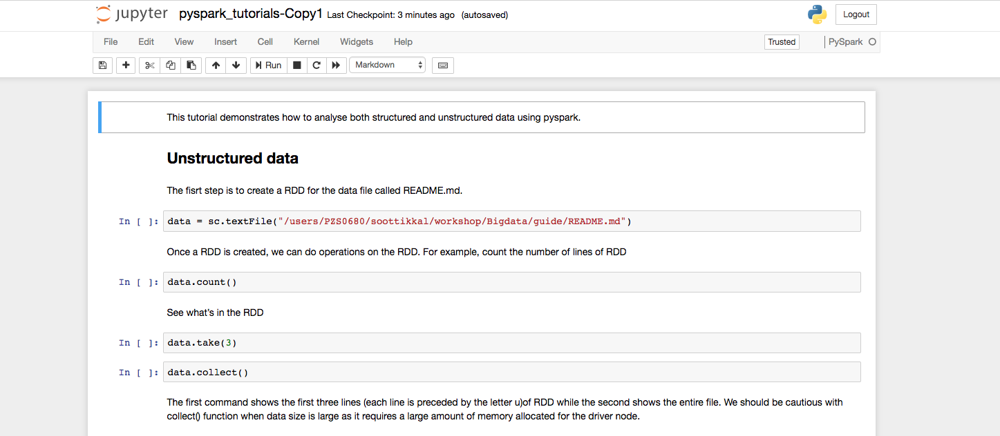 jupyter pyspark_tutorials-Copy1 Last Checkpoint: 3 minutes ago (autosaved) Logout
File Edit View Insert Cell Kernel Widgets Help Trusted PySpark
Run Markdown
This tutorial demonstrates how to analyse both structured and unstructured data using pyspark.
Unstructured data
The fisrt step is to create a RDD for the data file called README.md.
In [ ]: data = sc.textFile("/users/PZS0680/soottikkal/workshop/Bigdata/guide/README.md")
Once a RDD is created, we can do operations on the RDD. For example, count the number of lines of RDD
In [ ]: data.count()
See what's in the RDD
In [ ]: data.take(3)
In [ ]: data.collect()
The first command shows the first three lines (each line is preceded by the letter u)of RDD while the second shows the entire file. We should be cautious with
collect() function when data size is large as it requires a large amount of memory allocated for the driver node.